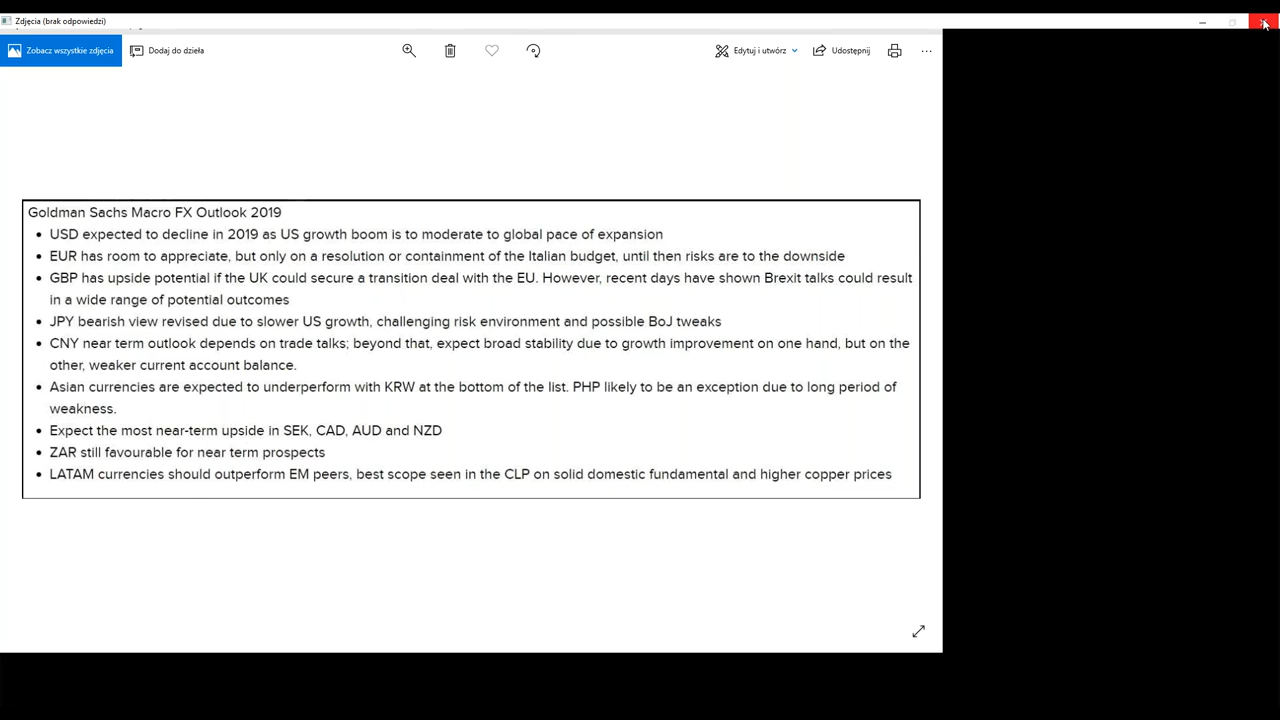 Zdjęcia (brak odpowiedzi)
Zobacz wszystkie zdjęcia
Dodaj do dzieła
Edytuj i utwórz
Udostępnij
Goldman Sachs Macro FX Outlook 2019
• USD expected to decline in 2019 as US growth boom is to moderate to global pace of expansion
• EUR has room to appreciate, but only on a resolution or containment of the Italian budget, until then risks are to the downside
• GBP has upside potential if the UK could secure a transition deal with the EU. However, recent days have shown Brexit talks could result
in a wide range of potential outcomes
• JPY bearish view revised due to slower US growth, challenging risk environment and possible BoJ tweaks
• CNY near term outlook depends on trade talks; beyond that, expect broad stability due to growth improvement on one hand, but on the
other, weaker current account balance.
• Asian currencies are expected to underperform with KRW at the bottom of the list. PHP likely to be an exception due to long period of
weakness.
• Expect the most near-term upside in SEK, CAD, AUD and NZD
• ZAR still favourable for near term prospects
• LATAM currencies should outperform EM peers, best scope seen in the CLP on solid domestic fundamental and higher copper prices